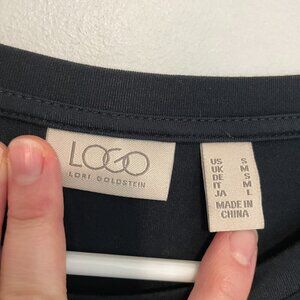 LOGO
LORI GOLDSTEIN
US S
UK M
DE S
IT M
JA L
MADE IN
CHINA